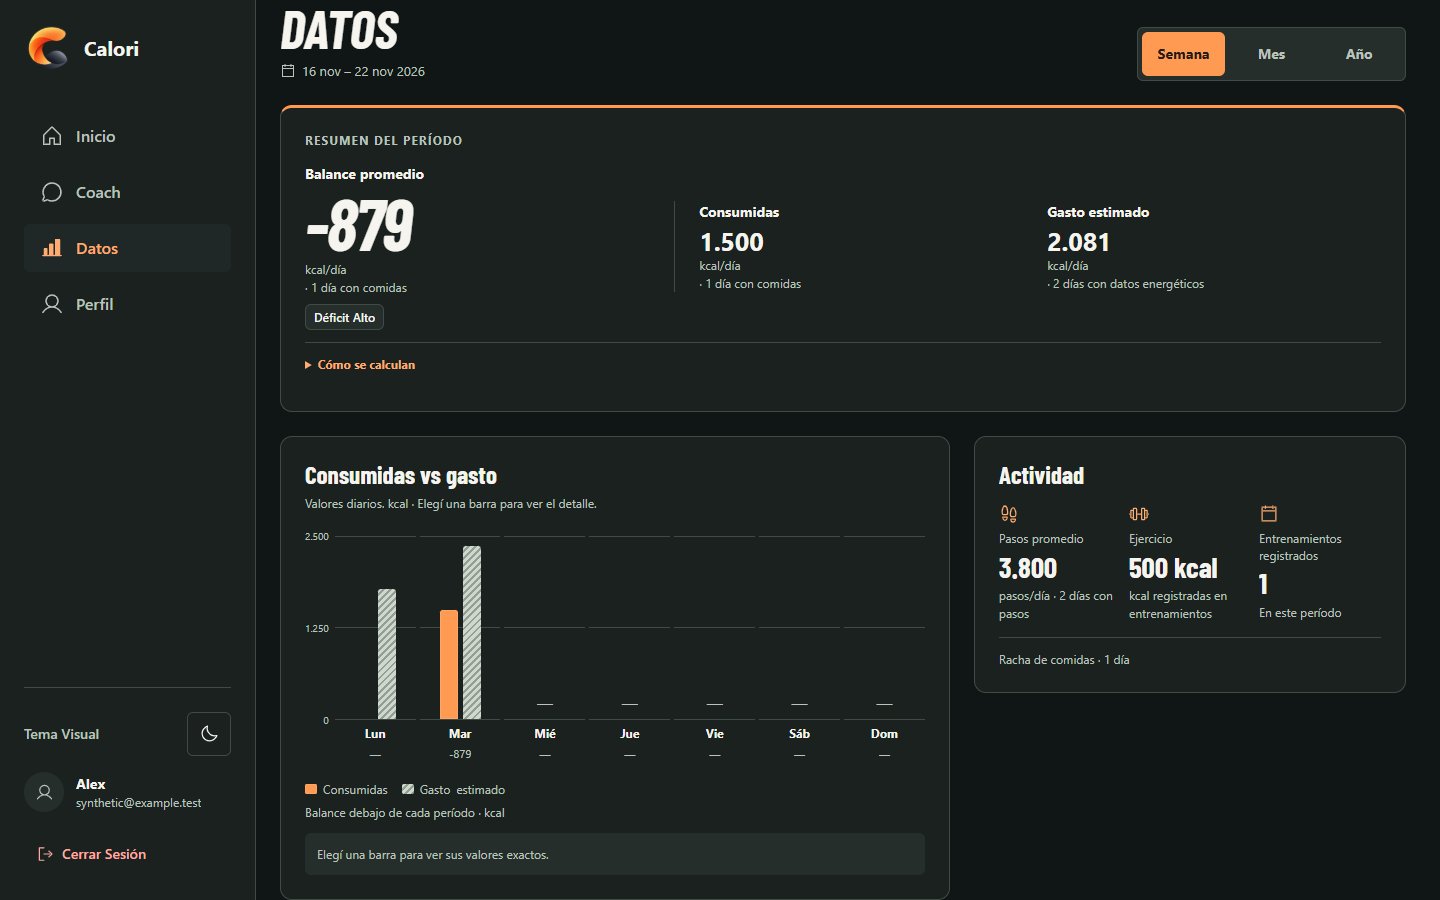 Calori
Inicio
Coach
Datos
Perfil
Tema Visual
Alex
synthetic@example.test
Cerrar Sesión
DATOS
16 nov – 22 nov 2026
Semana
Mes
Año
RESUMEN DEL PERÍODO
Balance promedio
-879
kcal/día
· 1 día con comidas
Déficit Alto
Consumidas
1.500
kcal/día
· 1 día con comidas
Gasto estimado
2.081
kcal/día
· 2 días con datos energéticos
Cómo se calculan
Consumidas vs gasto
Valores diarios. kcal · Elegí una barra para ver el detalle.
2.500
1.250
0
Lun Mar Mié Jue Vie Sáb Dom
— -879 — — — — —
Consumidas Gasto estimado
Balance debajo de cada período · kcal
Elegí una barra para ver sus valores exactos.
Actividad
Pasos promedio
3.800
pasos/día · 2 días con
pasos
Ejercicio
500 kcal
kcal registradas en
entrenamientos
Entrenamientos
registrados
1
En este período
Racha de comidas · 1 día